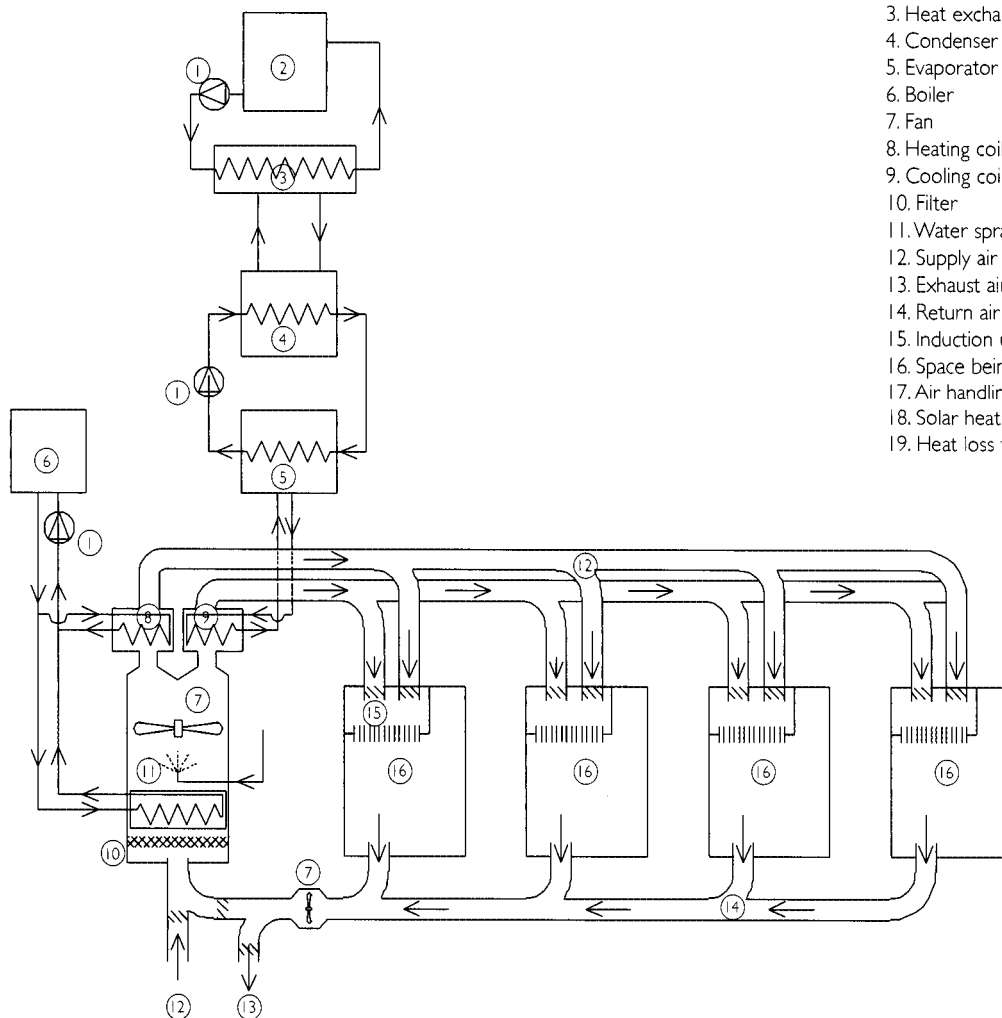 3. Heat excha
4. Condenser
5. Evaporator
6. Boiler
7. Fan
8. Heating coi
9. Cooling coi
10. Filter
11. Water spra
12. Supply air
13. Exhaust air
14. Return air
15. Induction u
16. Space bein
17. Air handlin
18. Solar heat
19. Heat loss
2
1
3
4
1
5
6
1
12
8
9
7
15
11
16
16
16
16
10
7
14
12
13